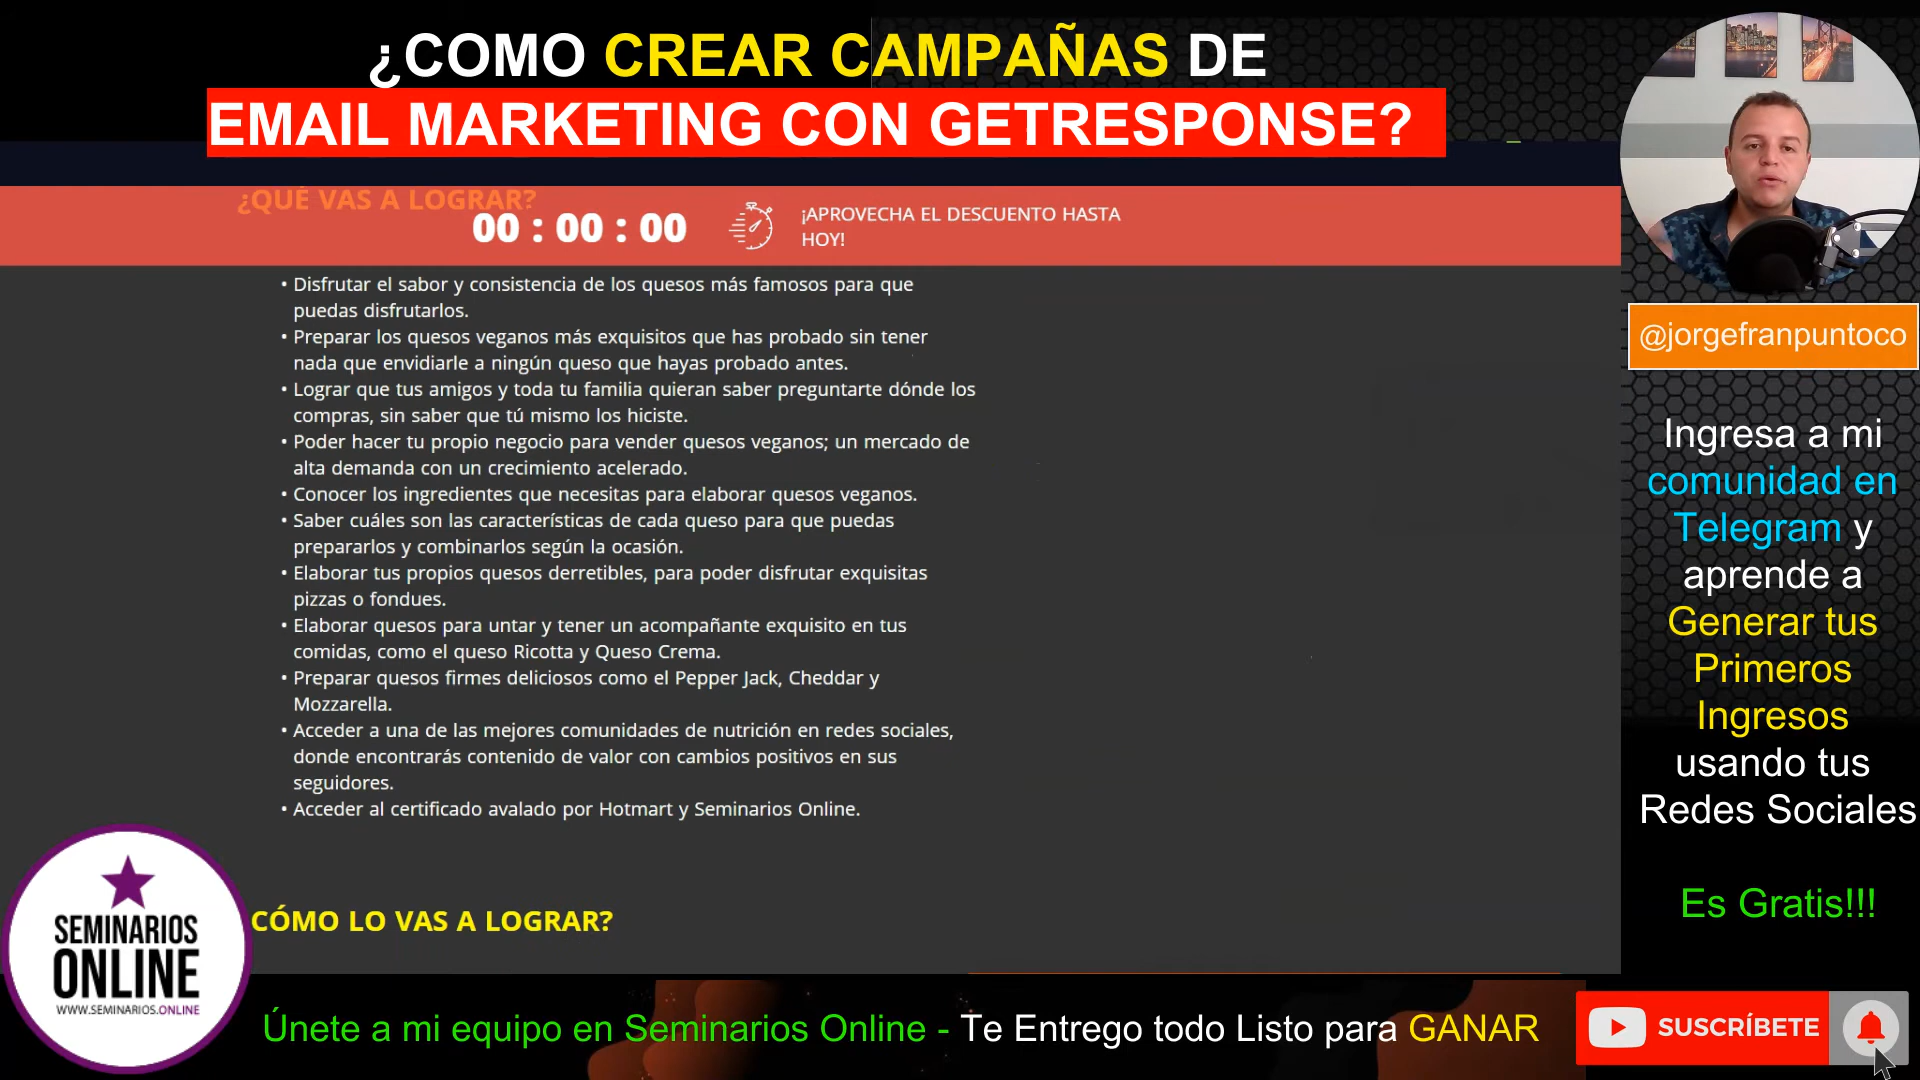 ¿COMO CREAR CAMPAÑAS DE
EMAIL MARKETING CON GETRESPONSE?
¿QUÉ VAS A LOGRAR?
00 : 00 : 00
¡APROVECHA EL DESCUENTO HASTA
HOY!
• Disfrutar el sabor y consistencia de los quesos más famosos para que
puedas disfrutarlos.
• Preparar los quesos veganos más exquisitos que has probado sin tener
nada que envidiarle a ningún queso que hayas probado antes.
• Lograr que tus amigos y toda tu familia quieran saber preguntarte dónde los
compras, sin saber que tú mismo los hiciste.
• Poder hacer tu propio negocio para vender quesos veganos; un mercado de
alta demanda con un crecimiento acelerado.
• Conocer los ingredientes que necesitas para elaborar quesos veganos.
• Saber cuáles son las características de cada queso para que puedas
prepararlos y combinarlos según la ocasión.
• Elaborar tus propios quesos derretibles, para poder disfrutar exquisitas
pizzas o fondues.
• Elaborar quesos para untar y tener un acompañante exquisito en tus
comidas, como el queso Ricotta y Queso Crema.
• Preparar quesos firmes deliciosos como el Pepper Jack, Cheddar y
Mozzarella.
• Acceder a una de las mejores comunidades de nutrición en redes sociales,
donde encontrarás contenido de valor con cambios positivos en sus
seguidores.
• Acceder al certificado avalado por Hotmart y Seminarios Online.
CÓMO LO VAS A LOGRAR?
@jorgefranpuntoco
Ingresa a mi
comunidad en
Telegram y
aprende a
Generar tus
Primeros
Ingresos
usando tus
Redes Sociales
Es Gratis!!!
SEMINARIOS
ONLINE
WWW.SEMINARIOS.ONLINE
Únete a mi equipo en Seminarios Online - Te Entrego todo Listo para GANAR
SUSCRÍBETE